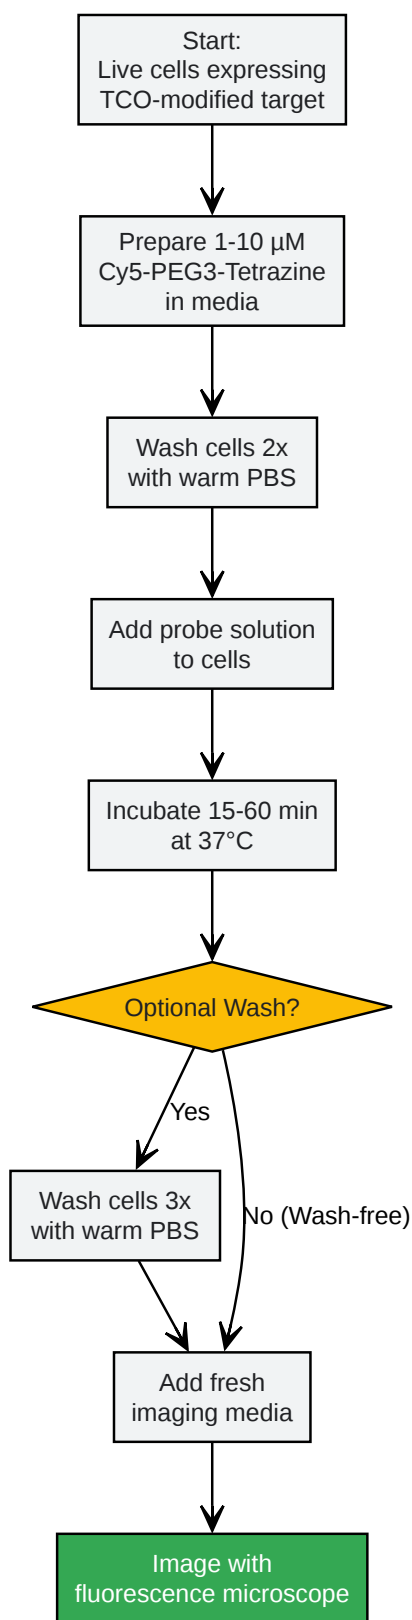 Start:
Live cells expressing
TCO-modified target
Prepare 1-10 µM
Cy5-PEG3-Tetrazine
in media
Wash cells 2x
with warm PBS
Add probe solution
to cells
Incubate 15-60 min
at 37°C
Optional Wash?
Yes
Wash cells 3x
with warm PBS
No (Wash-free)
Add fresh
imaging media
Image with
fluorescence microscope